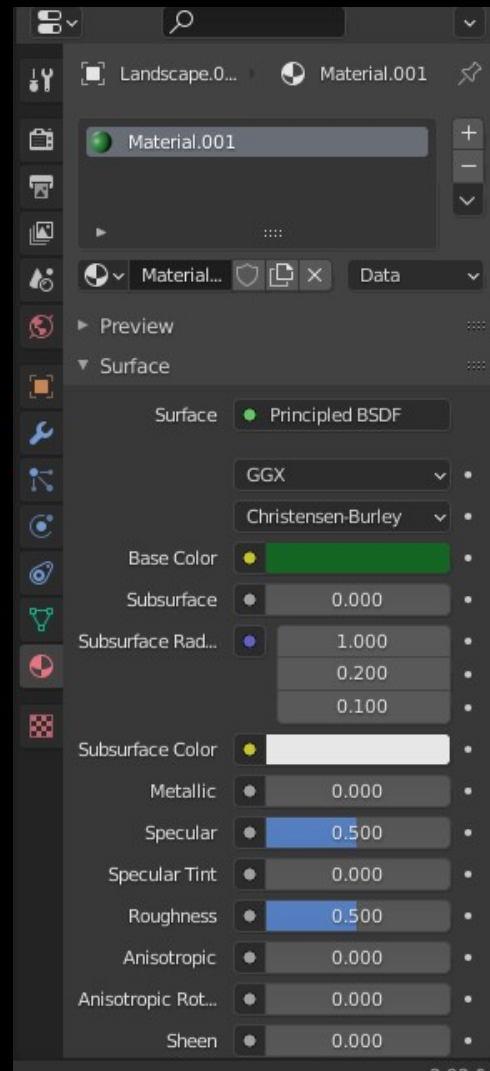 Landscape.0... Material.001
Material.001
Material... Data
Preview
Surface
Surface Principled BSDF
GGX
Christensen-Burley
Base Color
Subsurface 0.000
Subsurface Rad... 1.000
0.200
0.100
Subsurface Color
Metallic 0.000
Specular 0.500
Specular Tint 0.000
Roughness 0.500
Anisotropic 0.000
Anisotropic Rot... 0.000
Sheen 0.000